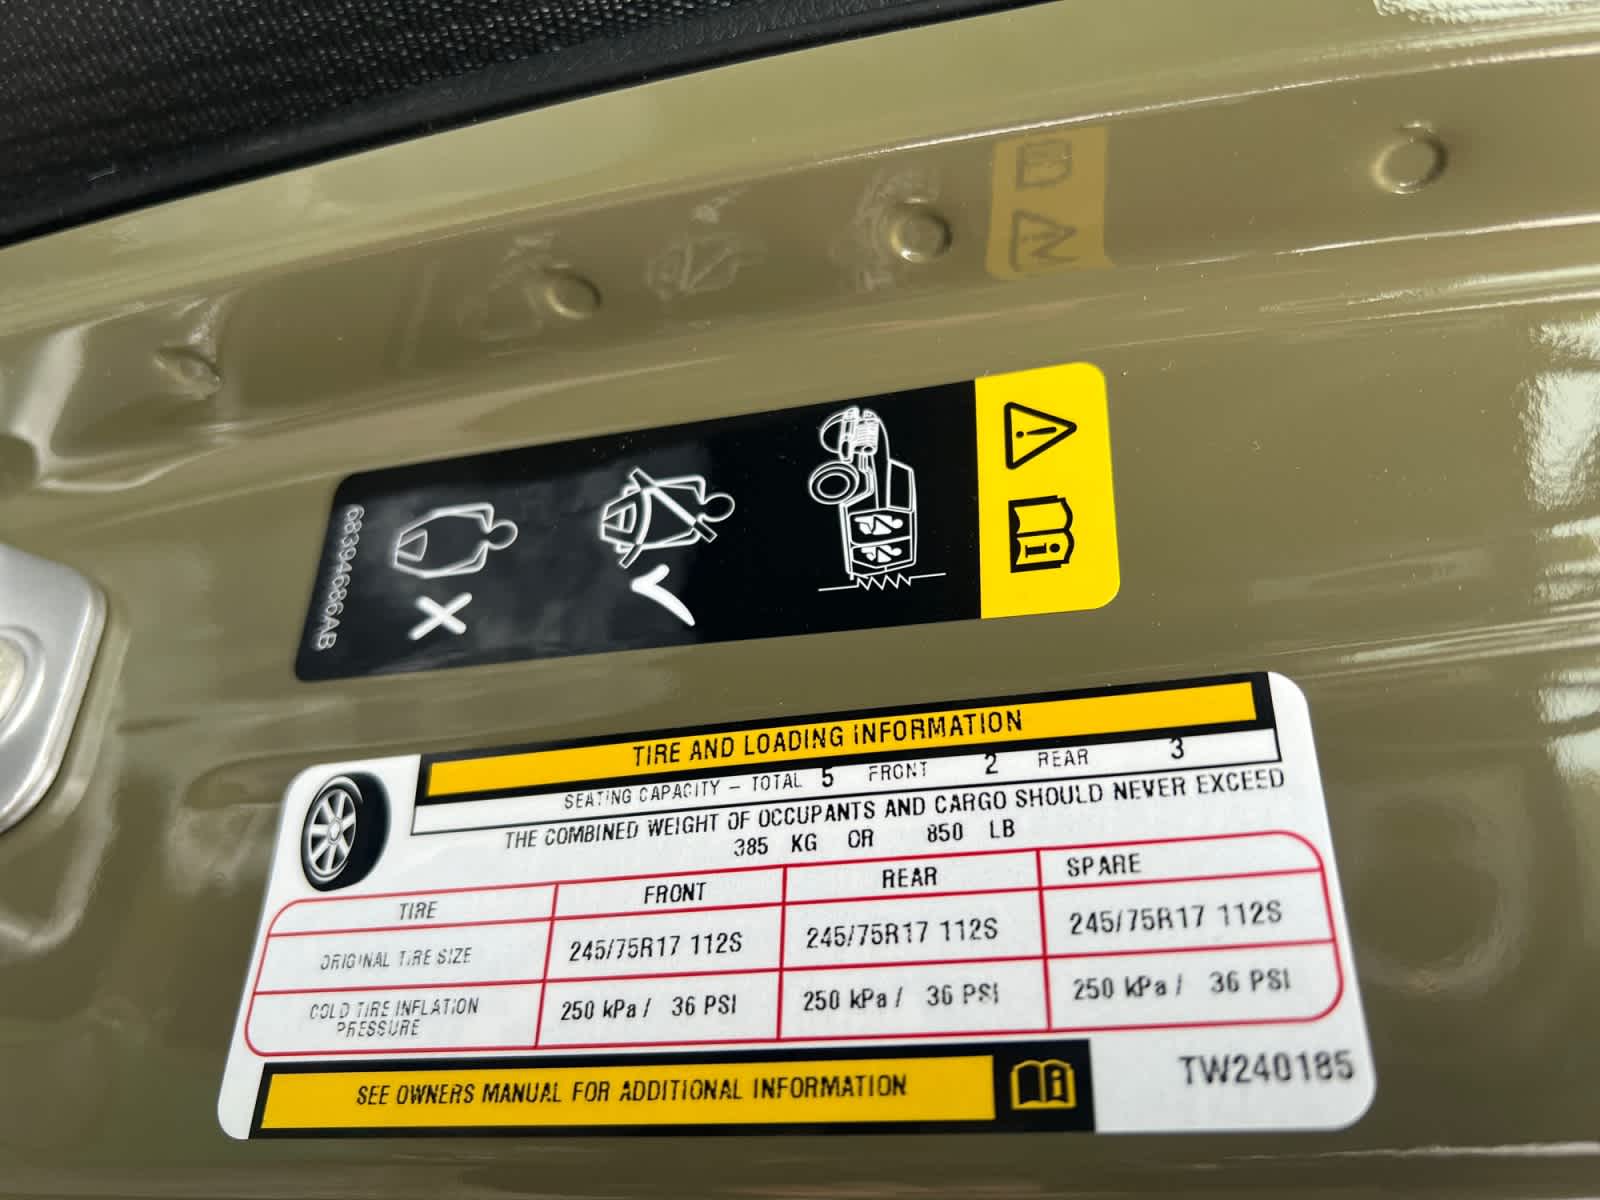 68394686AB
TIRE AND LOADING INFORMATION
SEATING CAPACITY – TOTAL 5 FRONT 2 REAR 3
THE COMBINED WEIGHT OF OCCUPANTS AND CARGO SHOULD NEVER EXCEED
385 KG OR 850 LB
TIRE FRONT REAR SPARE
ORIGINAL TIRE SIZE 245/75R17 112S 245/75R17 112S 245/75R17 112S
COLD TIRE INFLATION
PRESSURE 250 kPa / 36 PSI 250 kPa / 36 PSI 250 kPa / 36 PSI
SEE OWNERS MANUAL FOR ADDITIONAL INFORMATION
TW240185